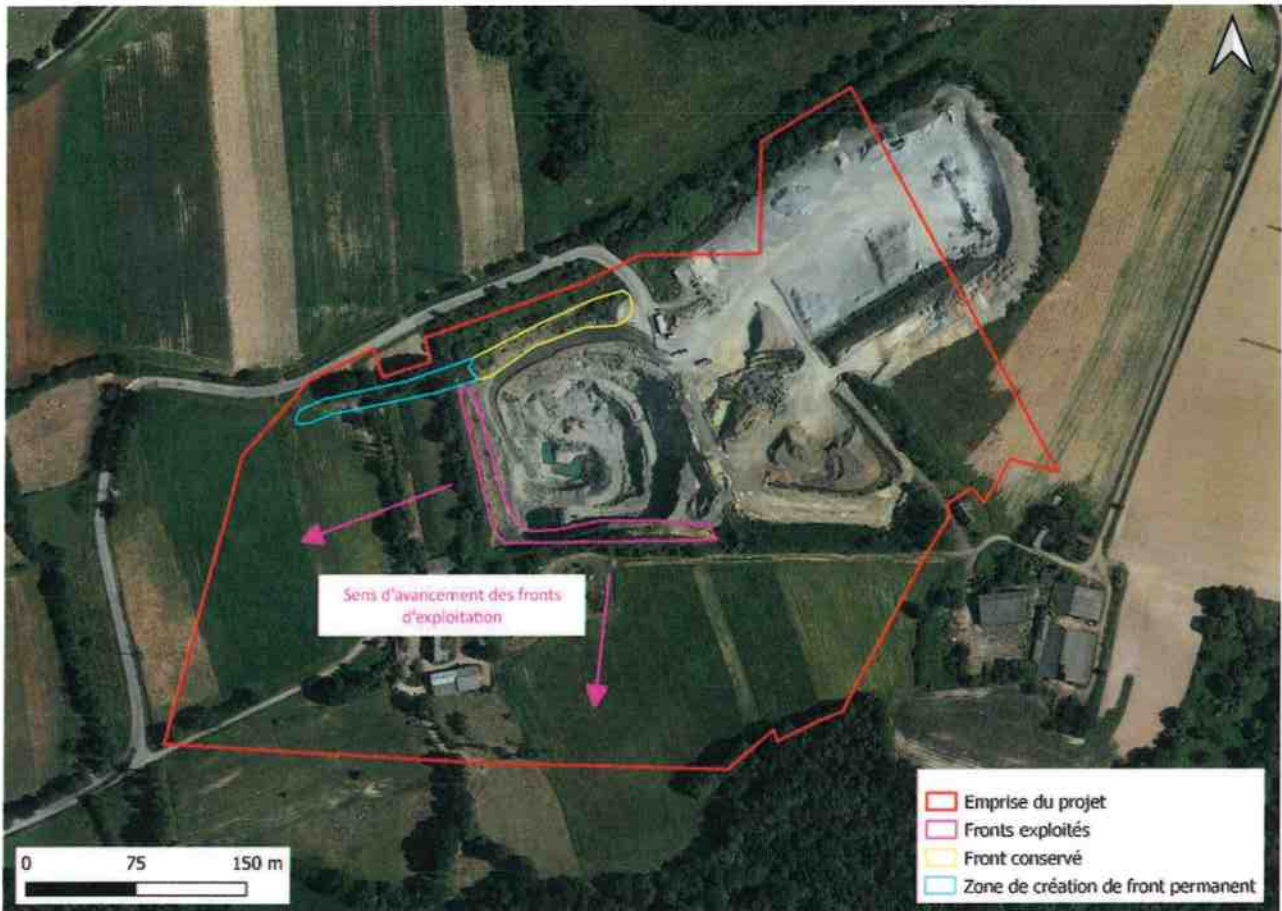 Sens d'avancement des fronts
d'exploitation
0 75 150 m
Emprise du projet
Fronts exploités
Front conservé
Zone de création de front permanent